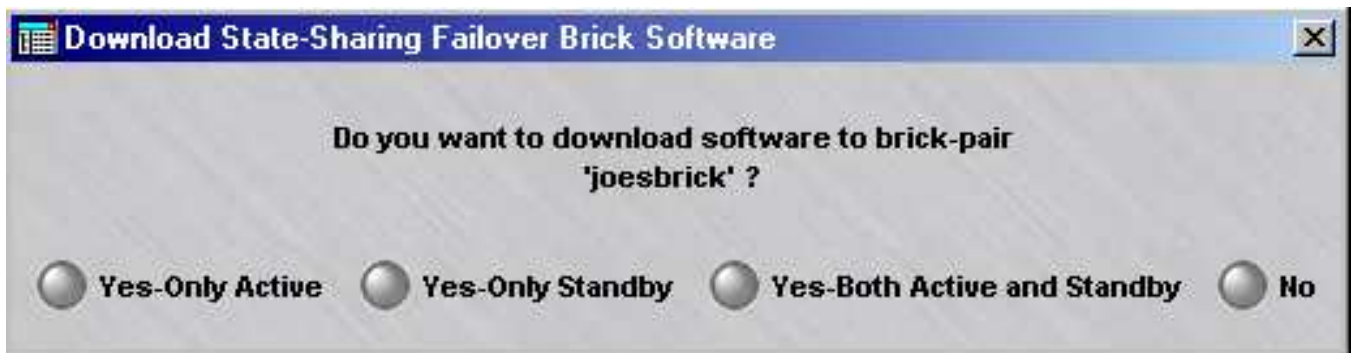 Download State-Sharing Failover Brick Software
Do you want to download software to brick-pair
'joesbrick' ?
Yes-Only Active Yes-Only Standby Yes-Both Active and Standby No